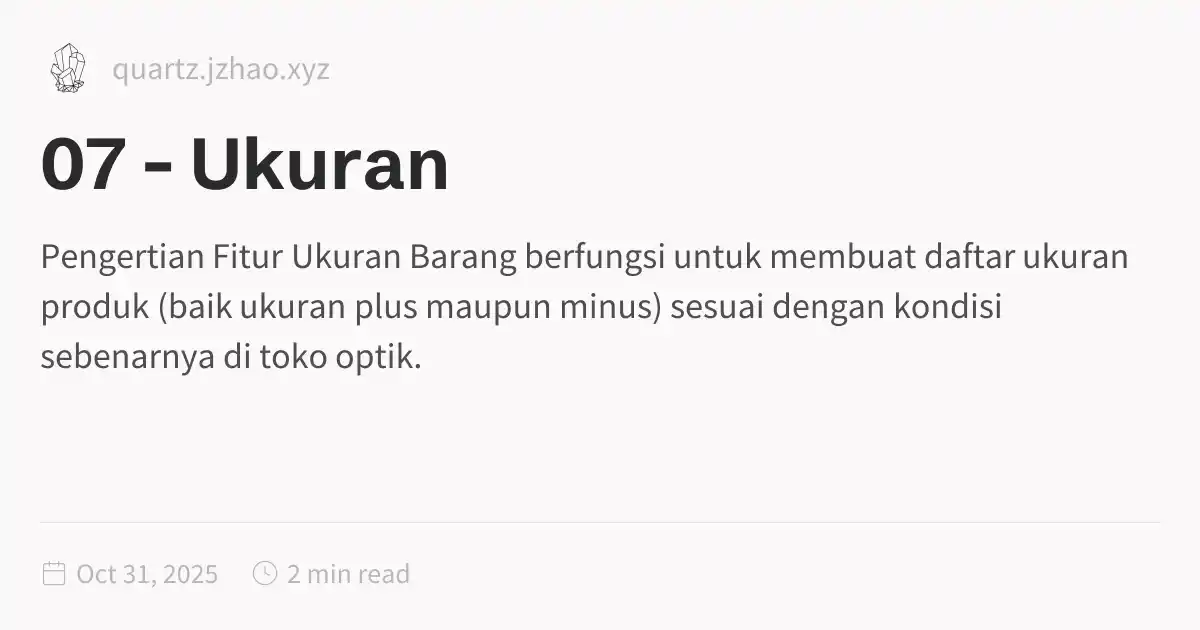 quartz.jzhao.xyz
07 - Ukuran
Pengertian Fitur Ukuran Barang berfungsi untuk membuat daftar ukuran
produk (baik ukuran plus maupun minus) sesuai dengan kondisi
sebenarnya di toko optik.
Oct 31, 2025 2 min read